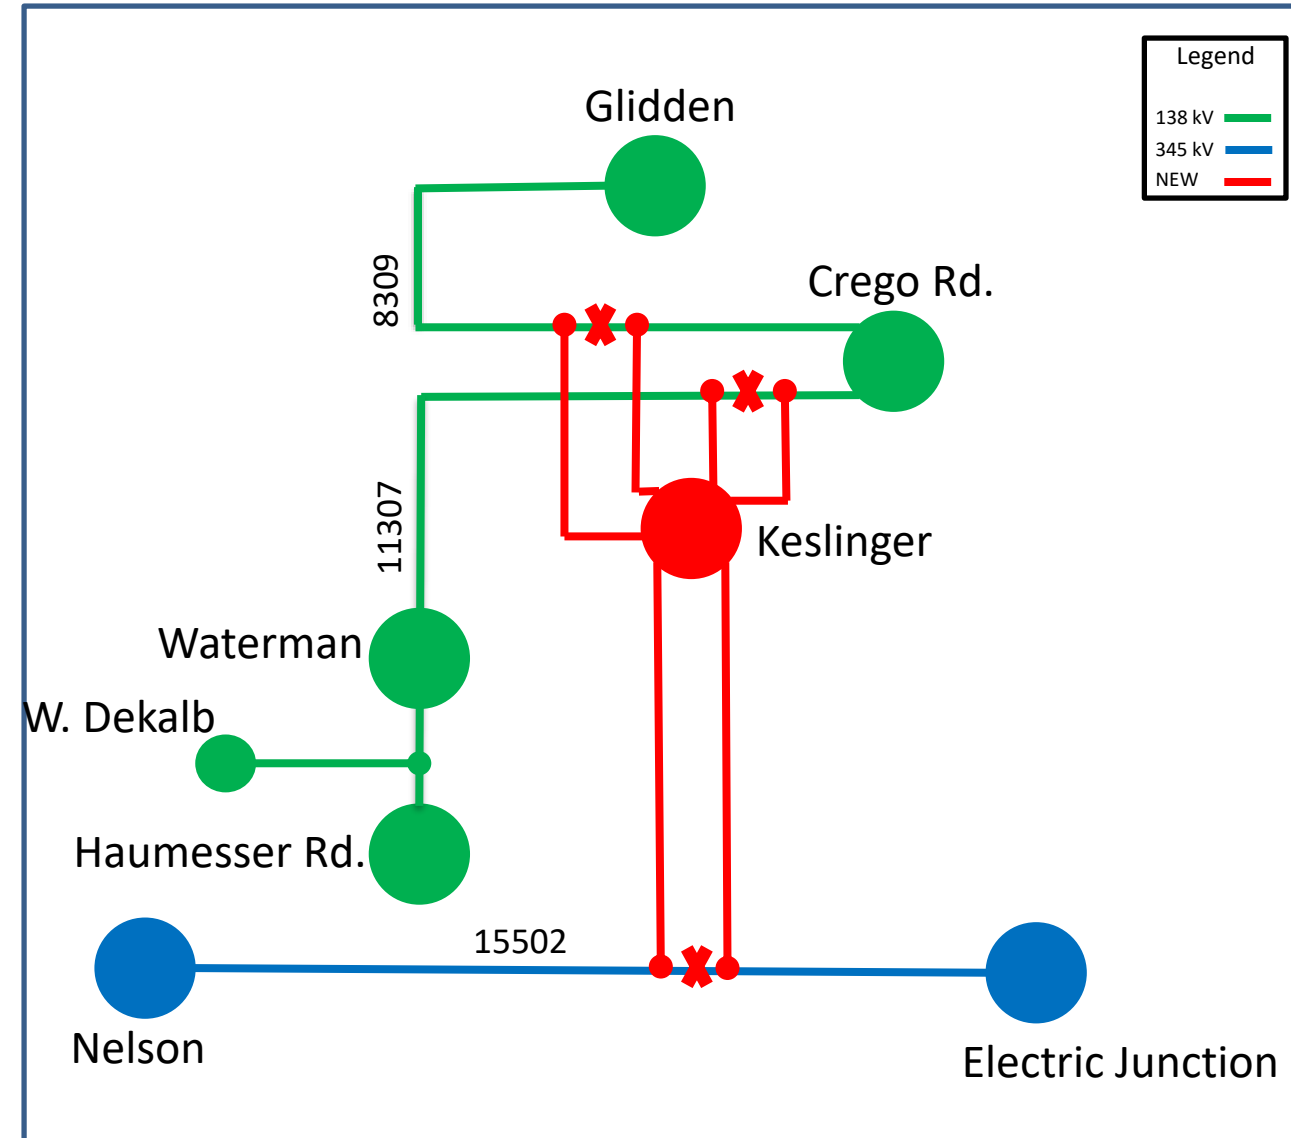 Legend
138 kV
345 kV
NEW
Glidden
8309
Crego Rd.
11307
Keslinger
Waterman
W. Dekalb
Haumesser Rd.
15502
Nelson
Electric Junction